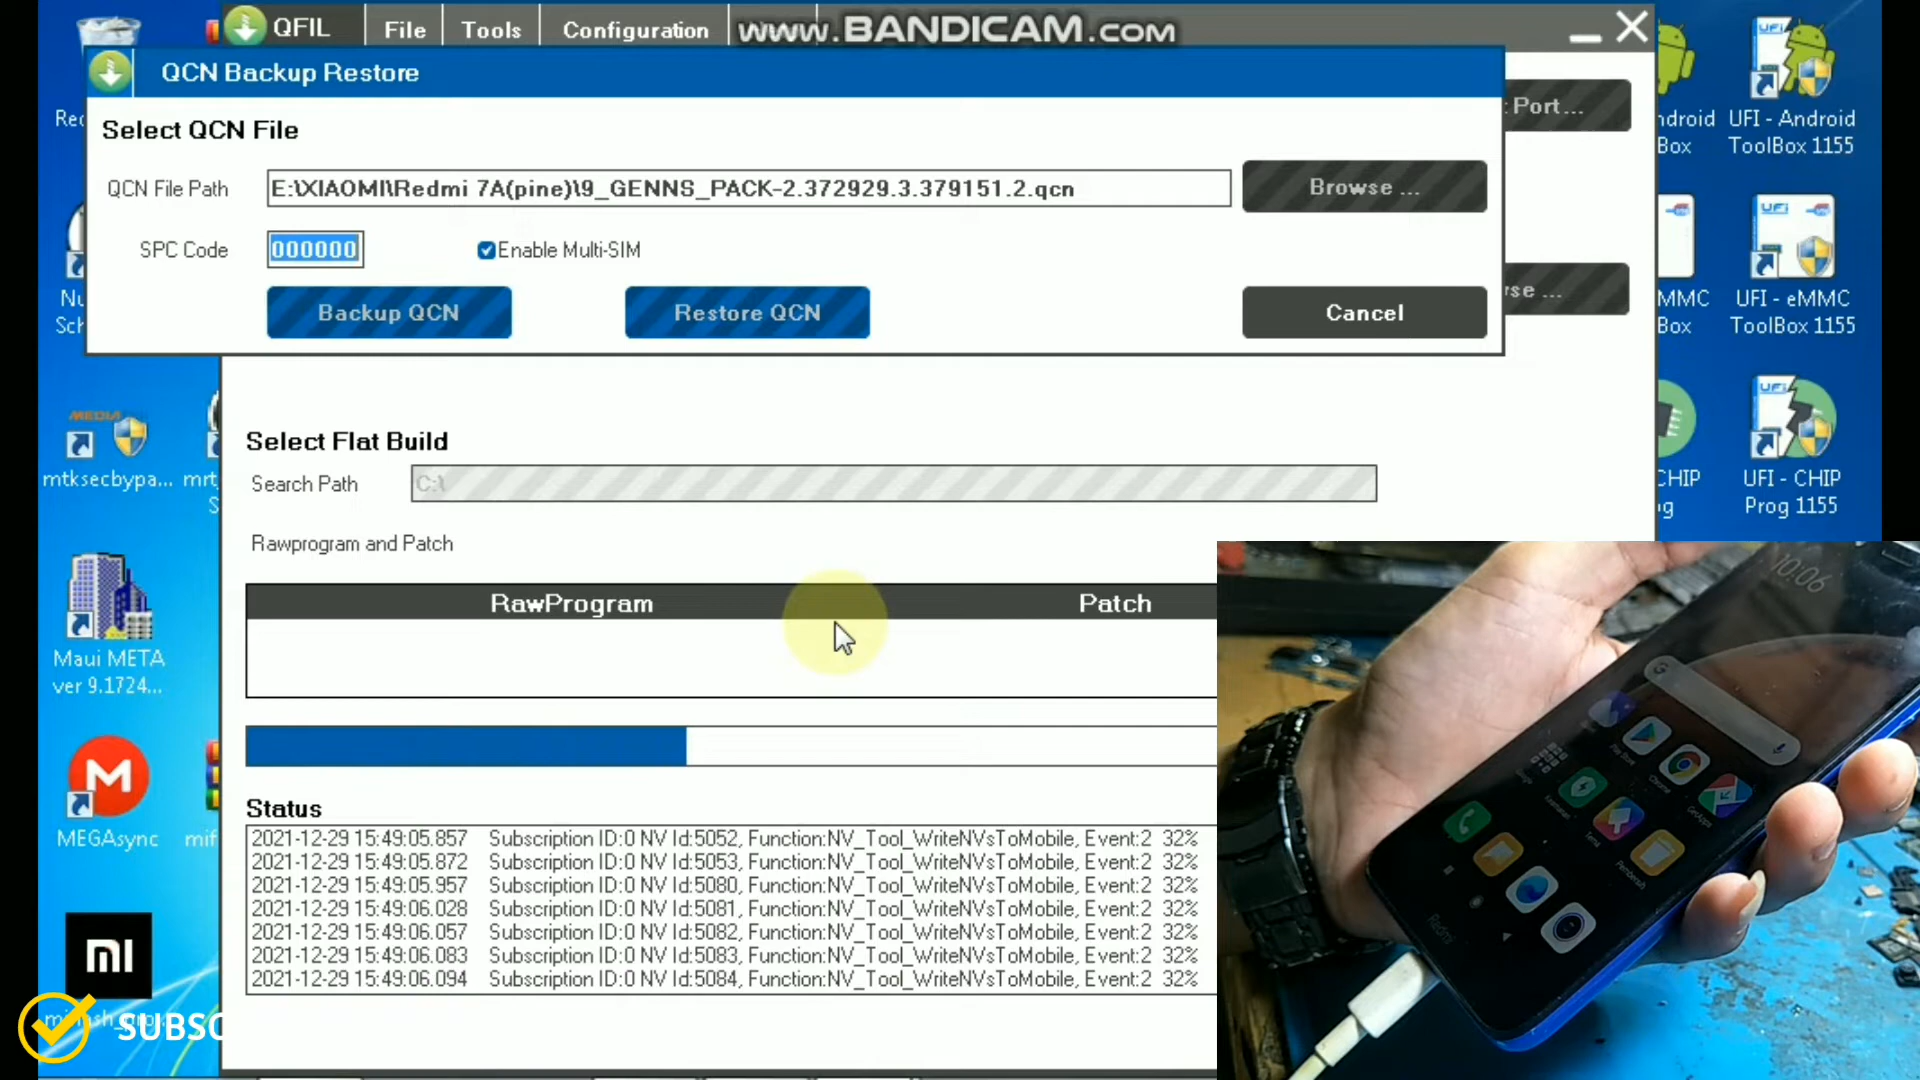 QFIL File Tools Configuration
www.BANDICAM.com
QCN Backup Restore
Select QCN File
QCN File Path E:\XIAOMI\Redmi 7A(pine)\9_GENNS_PACK-2.372929.3.379151.2.qcn Browse ...
SPC Code 000000 Enable Multi-SIM
Backup QCN Restore QCN Cancel
Port ...
Select Flat Build
Search Path C:\
Rawprogram and Patch
RawProgram Patch
Status
2021-12-29 15:49:05.857 Subscription ID:0 NV Id:5052, Function:NV_Tool_WriteNVsToMobile, Event:2 32%
2021-12-29 15:49:05.872 Subscription ID:0 NV Id:5053, Function:NV_Tool_WriteNVsToMobile, Event:2 32%
2021-12-29 15:49:05.957 Subscription ID:0 NV Id:5080, Function:NV_Tool_WriteNVsToMobile, Event:2 32%
2021-12-29 15:49:06.028 Subscription ID:0 NV Id:5081, Function:NV_Tool_WriteNVsToMobile, Event:2 32%
2021-12-29 15:49:06.057 Subscription ID:0 NV Id:5082, Function:NV_Tool_WriteNVsToMobile, Event:2 32%
2021-12-29 15:49:06.083 Subscription ID:0 NV Id:5083, Function:NV_Tool_WriteNVsToMobile, Event:2 32%
2021-12-29 15:49:06.094 Subscription ID:0 NV Id:5084, Function:NV_Tool_WriteNVsToMobile, Event:2 32%
mtksecbypa...
Maui META
ver 9.1724...
MEGAsync
mi
SUBSC
UFI - Android
ToolBox 1155
UFI - eMMC
ToolBox 1155
UFI - CHIP
Prog 1155
10:06
Redmi